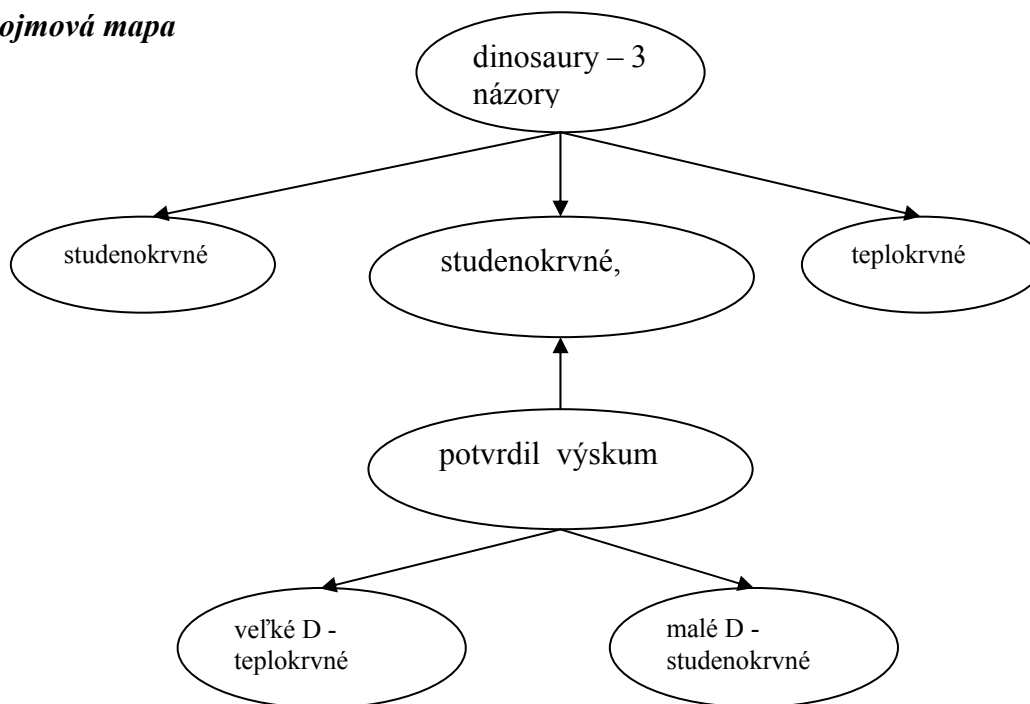 ojmová mapa
dinosaury – 3
názory
studenokrvné
studenokrvné,
teplokrvné
potvrdil výskum
veľké D -
teplokrvné
malé D -
studenokrvné